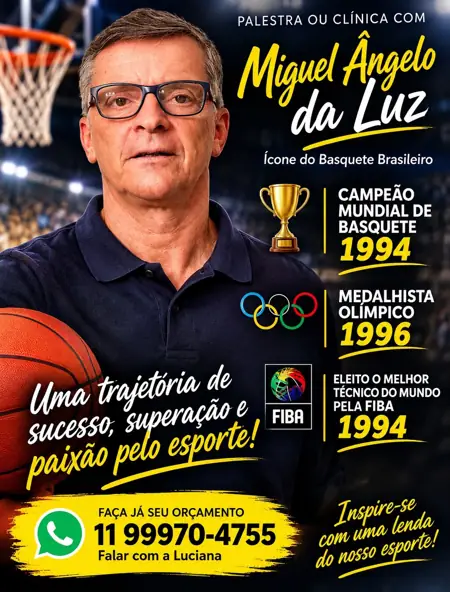 PALESTRA OU CLÍNICA COM
Miguel Ângelo
da Luz
Ícone do Basquete Brasileiro
CAMPEÃO
MUNDIAL DE
BASQUETE
1994
MEDALHISTA
OLÍMPICO
1996
ELEITO O MELHOR
TÉCNICO DO MUNDO
PELA FIBA
1994
FIBA
Uma trajetória de
sucesso, superação e
paixão pelo esporte!
FAÇA JÁ SEU ORÇAMENTO
11 99970-4755
Falar com a Luciana
Inspire-se
com uma lenda
do nosso esporte!